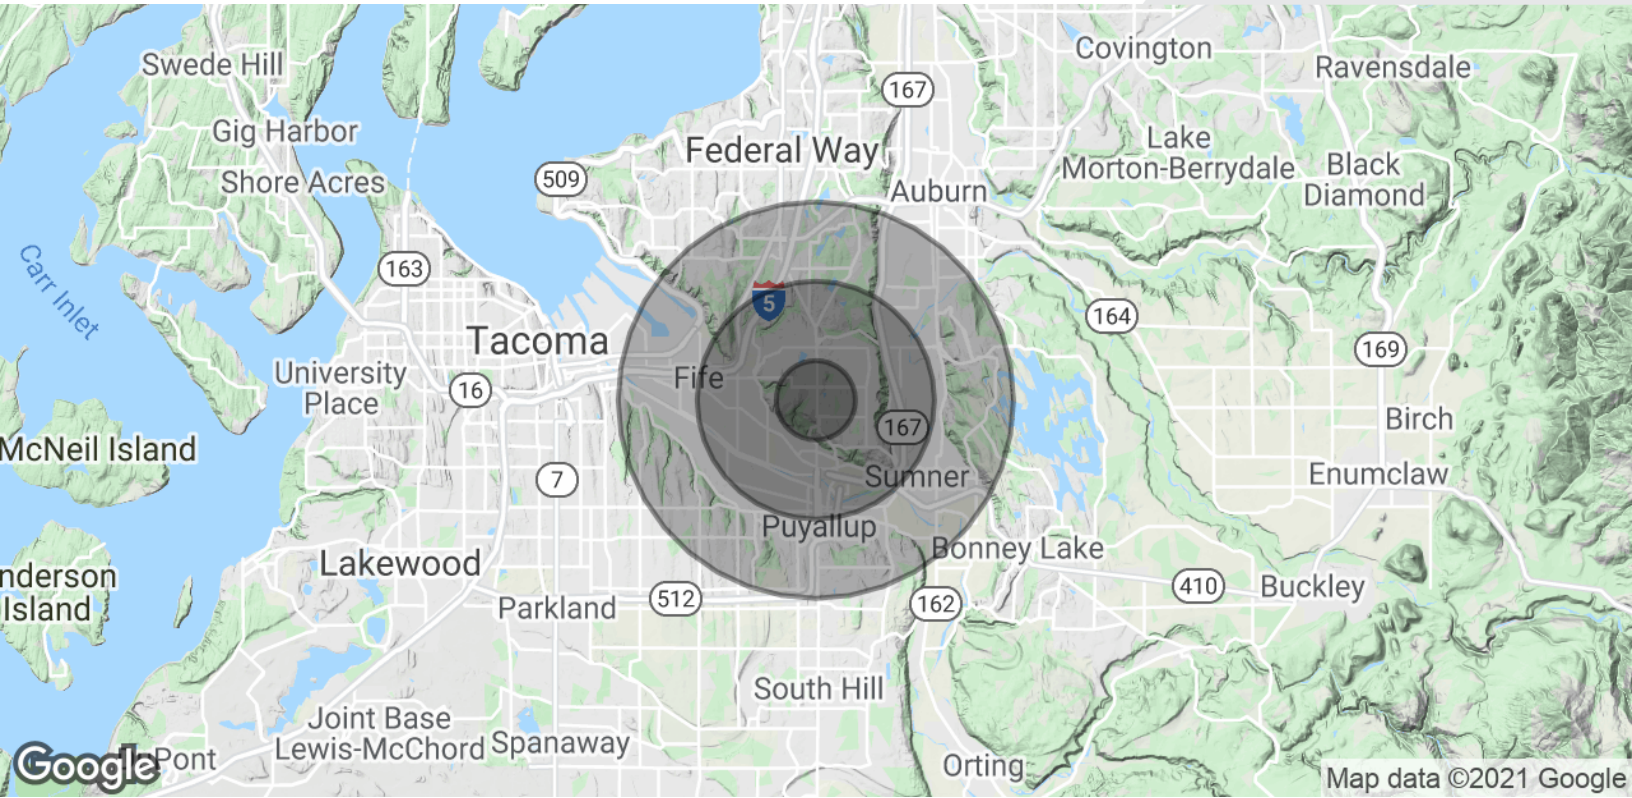 Covington
Swede Hill
Ravensdale
167
Gig Harbor
Lake
Morton-Berrydale
Federal Way
Black
Diamond
509
Shore Acres
Auburn
Carr Inlet
163
5
164
Tacoma
169
University
Place
16
Fife
167
Birch
McNeil Island
7
Sumner
Enumclaw
Puyallup
Bonney Lake
Lakewood
nderson
Island
410
Buckley
512
162
Parkland
South Hill
Joint Base
Lewis-McChord
Spanaway
Pont
Orting
Google
Map data ©2021 Google